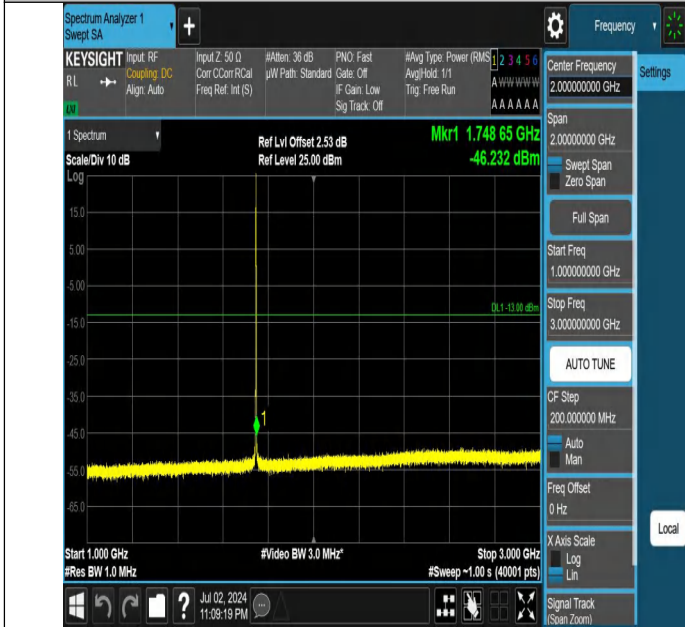 Spectrum Analyzer 1
Swept SA
+
Frequency
KEYSIGHT
RL
Input: RF
Coupling: DC
Align: Auto
Input Z: 50 Ω
Corr CCorr RCal
Freq Ref: Int (S)
#Atten: 36 dB
µW Path: Standard
PNO: Fast
Gate: Off
IF Gain: Low
Sig Track: Off
#Avg Type: Power (RMS
Avg|Hold: 1/1
Trig: Free Run
1 2 3 4 5 6
A W W W W W
A A A A A A
1 Spectrum
Scale/Div 10 dB
Log
Ref Lvl Offset 2.53 dB
Ref Level 25.00 dBm
Mkr1 1.748 65 GHz
-46.232 dBm
15.0
5.00
-5.00
-15.0
-25.0
-35.0
-45.0
-55.0
-65.0
DL1 -13.00 dBm
1
Start 1.000 GHz
#Res BW 1.0 MHz
#Video BW 3.0 MHz*
Stop 3.000 GHz
#Sweep ~1.00 s (40001 pts)
Jul 02, 2024
11:09:19 PM
Center Frequency
2.000000000 GHz
Settings
Span
2.00000000 GHz
Swept Span
Zero Span
Full Span
Start Freq
1.000000000 GHz
Stop Freq
3.000000000 GHz
AUTO TUNE
CF Step
200.000000 MHz
Auto
Man
Freq Offset
0 Hz
X Axis Scale
Log
Lin
Local
Signal Track
(Span Zoom)